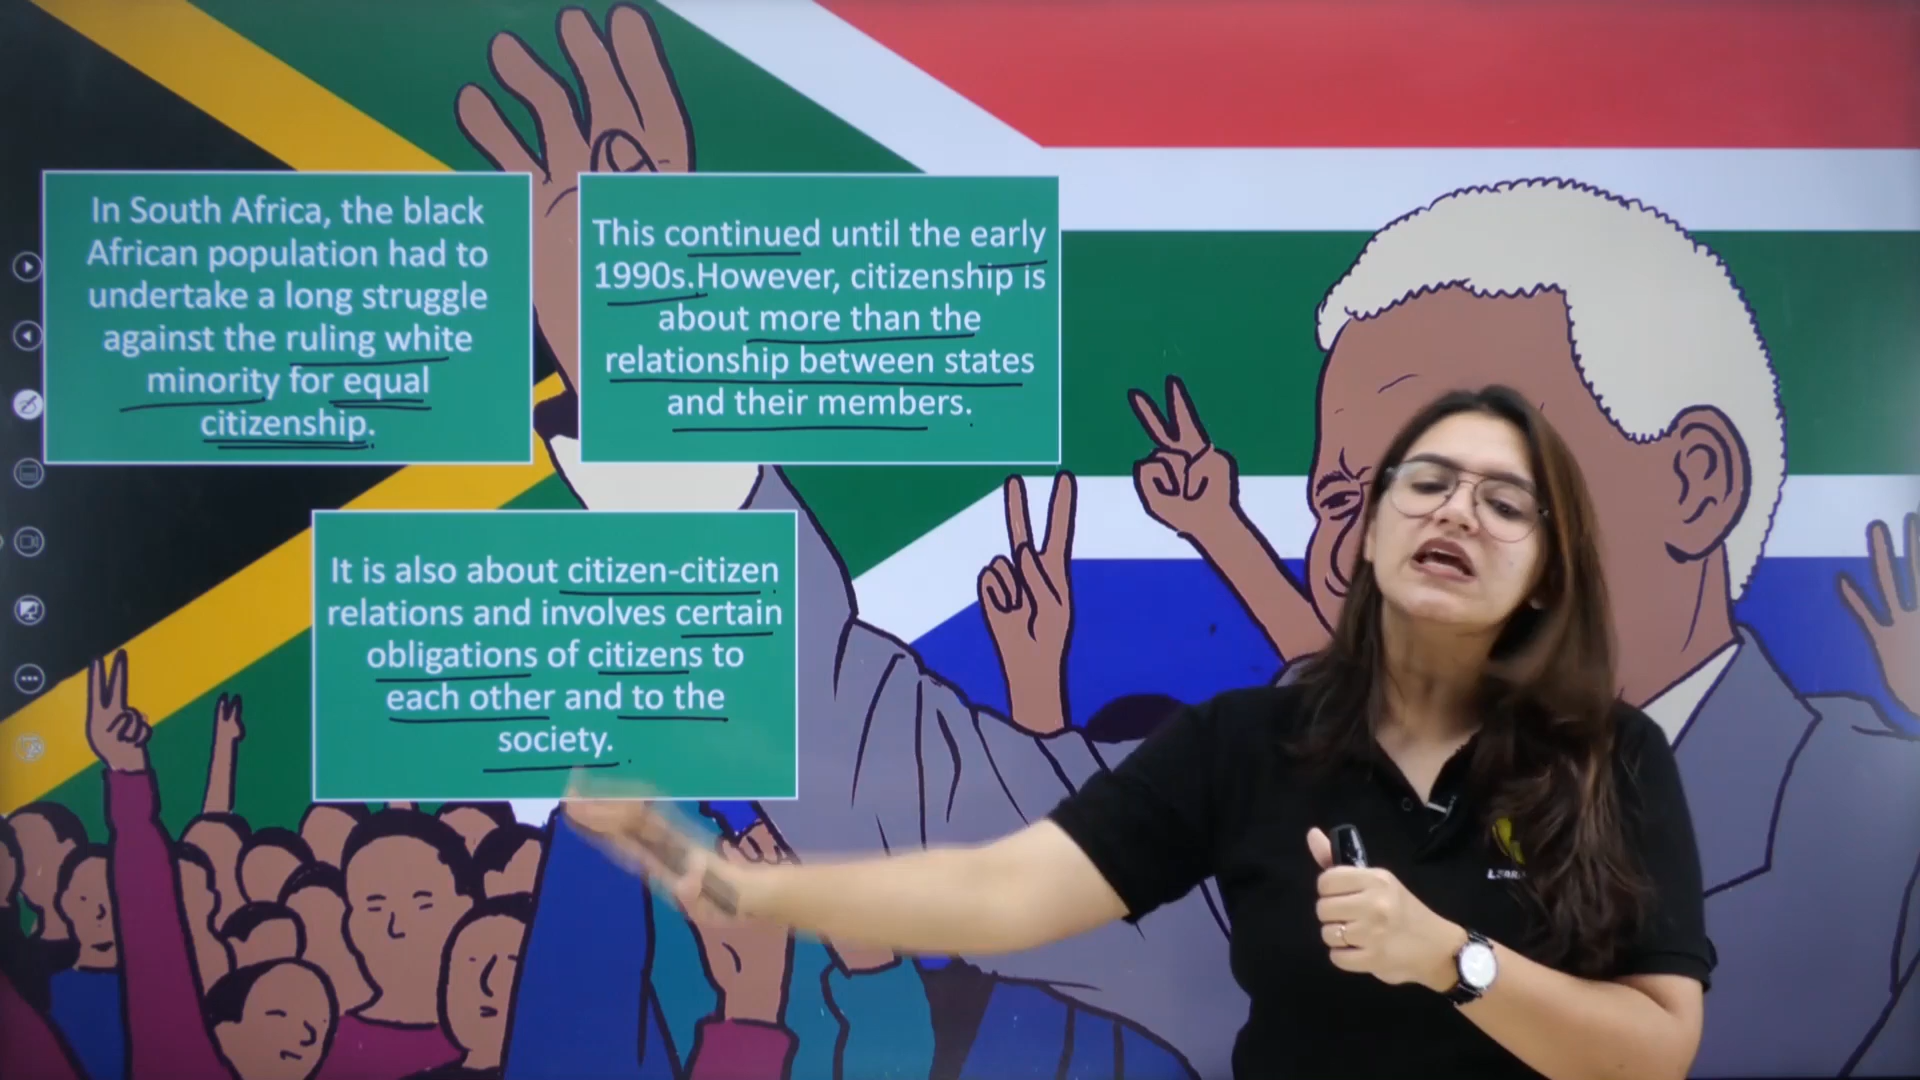 In South Africa, the black
African population had to
undertake a long struggle
against the ruling white
minority for equal
citizenship.
This continued until the early
1990s.However, citizenship is
about more than the
relationship between states
and their members.
It is also about citizen-citizen
relations and involves certain
obligations of citizens to
each other and to the
society.